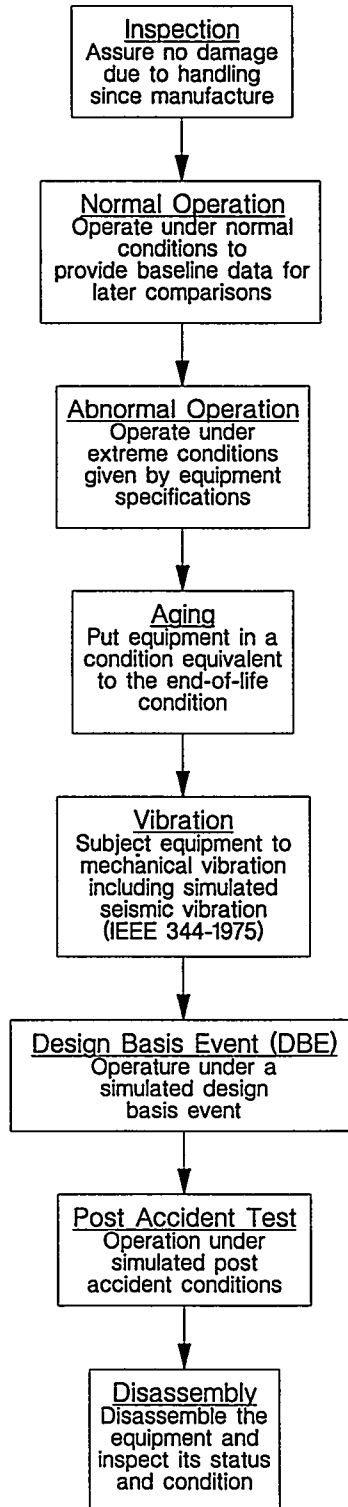 Inspection
Assure no damage
due to handling
since manufacture
Normal Operation
Operate under normal
conditions to
provide baseline data for
later comparisons
Abnormal Operation
Operate under
extreme conditions
given by equipment
specifications
Aging
Put equipment in a
condition equivalent
to the end-of-life
condition
Vibration
Subject equipment to
mechanical vibration
including simulated
seismic vibration
(IEEE 344-1975)
Design Basis Event (DBE)
Operature under a
simulated design
basis event
Post Accident Test
Operation under
simulated post
accident conditions
Disassembly
Disassemble the
equipment and
inspect its status
and condition